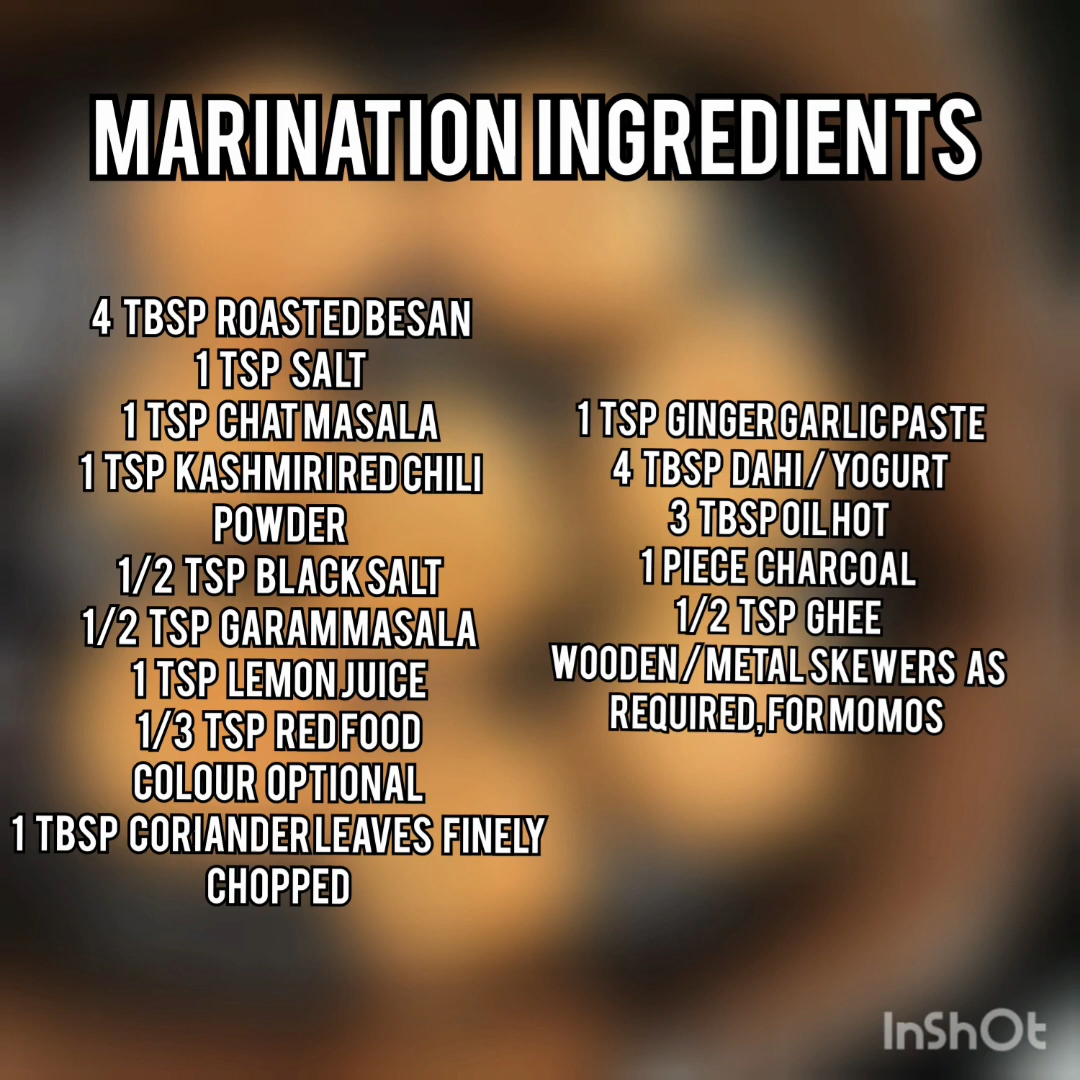 MARINATION INGREDIENTS
4 TBSP ROASTED BESAN
1 TSP SALT
1 TSP CHAT MASALA
1 TSP KASHMIRI RED CHILI
POWDER
1/2 TSP BLACK SALT
1/2 TSP GARAM MASALA
1 TSP LEMON JUICE
1/3 TSP RED FOOD
COLOUR OPTIONAL
1 TBSP CORIANDER LEAVES FINELY
CHOPPED
1 TSP GINGER GARLIC PASTE
4 TBSP DAHI / YOGURT
3 TBSP OIL HOT
1 PIECE CHARCOAL
1/2 TSP GHEE
WOODEN / METAL SKEWERS AS
REQUIRED, FOR MOMOS
InShOt